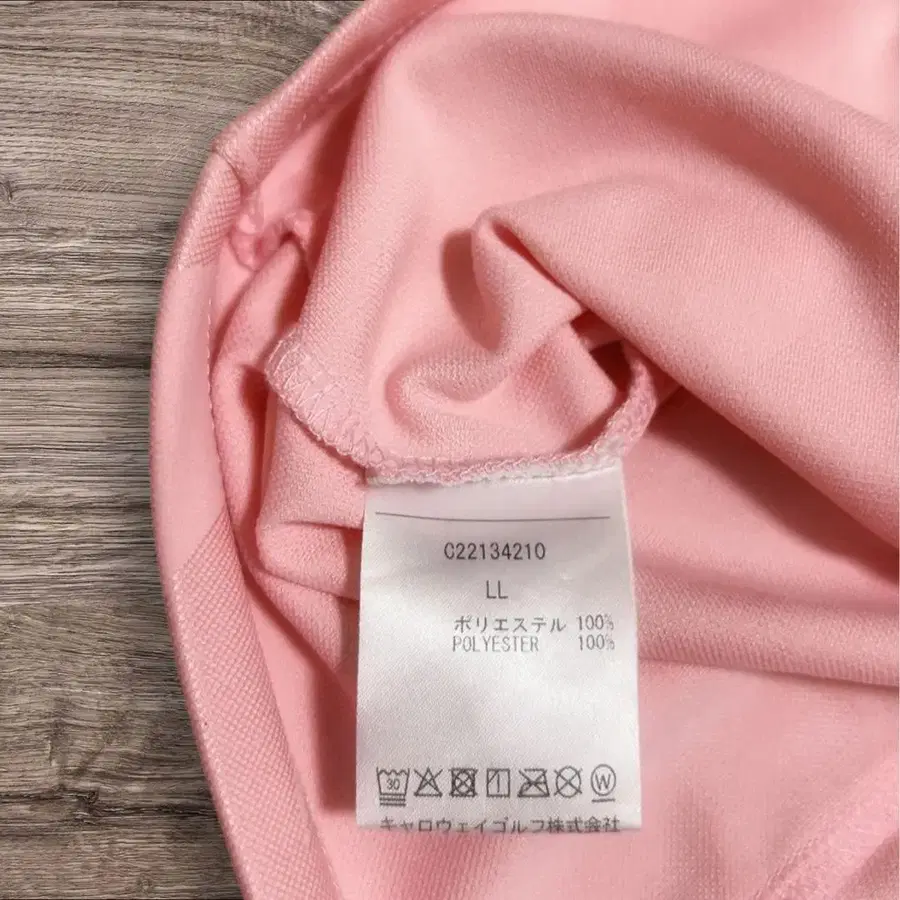 C22134210
LL
ポリエステル 100%
POLYESTER 100%
30 W
キャロウェイゴルフ株式会社